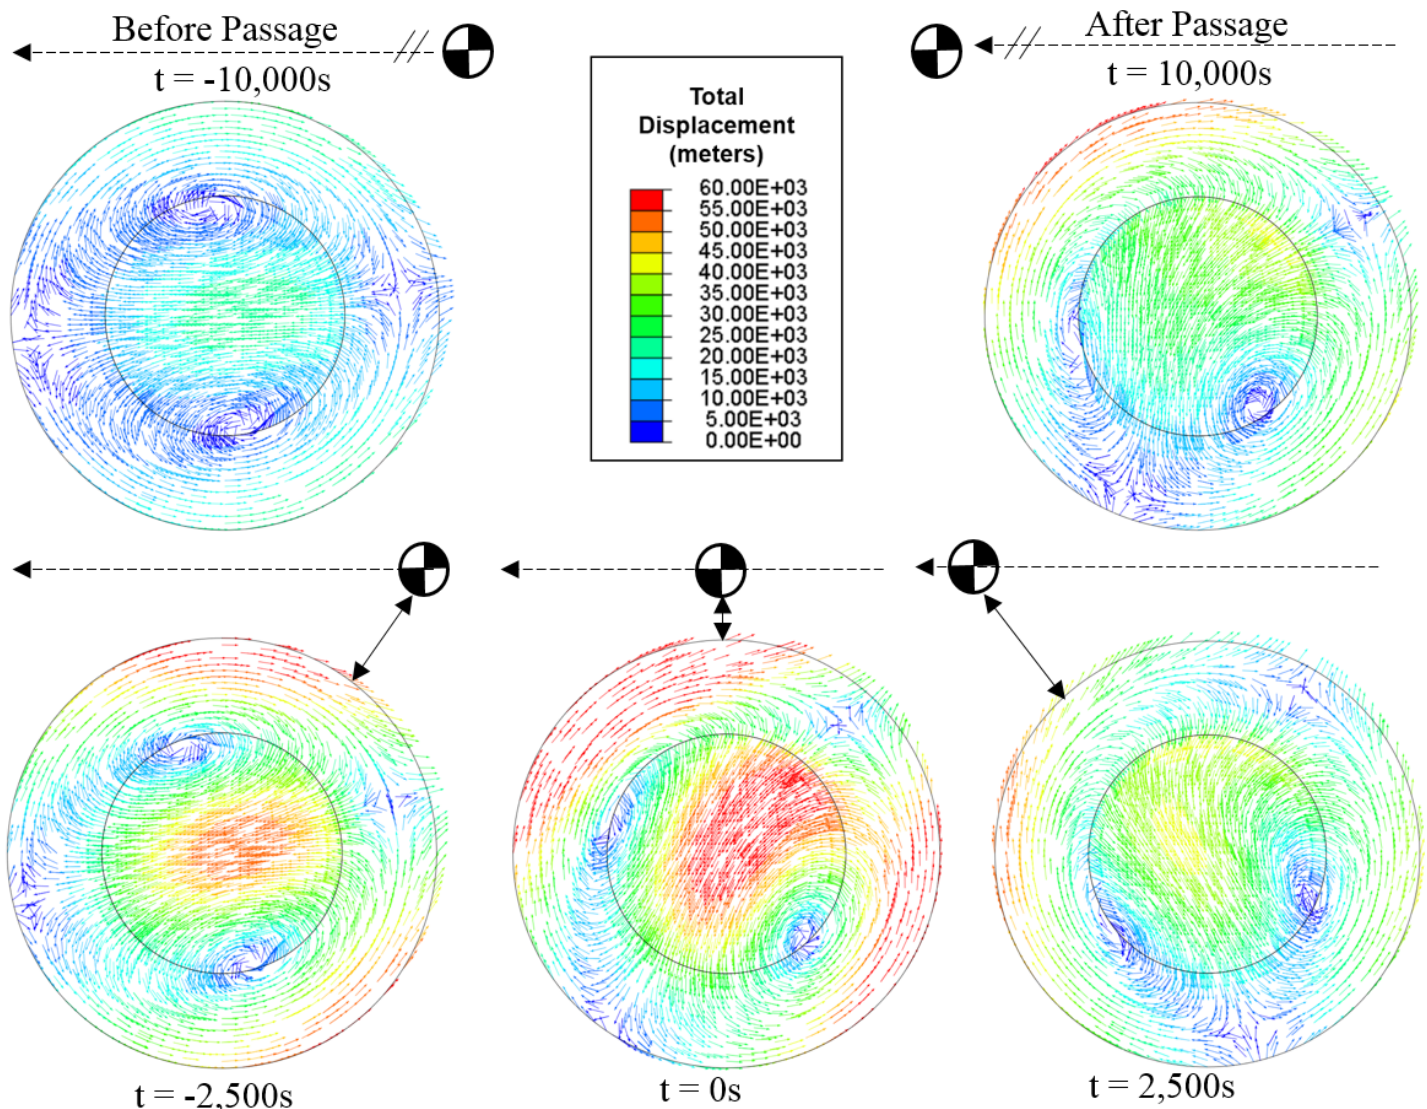 Before Passage
t = -10,000s
After Passage
t = 10,000s
Total
Displacement
(meters)
60.00E+03
55.00E+03
50.00E+03
45.00E+03
40.00E+03
35.00E+03
30.00E+03
25.00E+03
20.00E+03
15.00E+03
10.00E+03
5.00E+03
0.00E+00
t = -2,500s
t = 0s
t = 2,500s